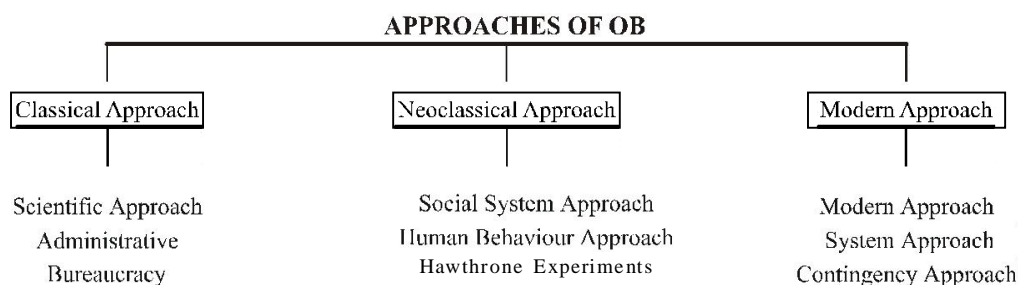 APPROACHES OF OB
Classical Approach
Scientific Approach
Administrative
Bureaucracy
Neoclassical Approach
Social System Approach
Human Behaviour Approach
Hawthrone Experiments
Modern Approach
Modern Approach
System Approach
Contingency Approach